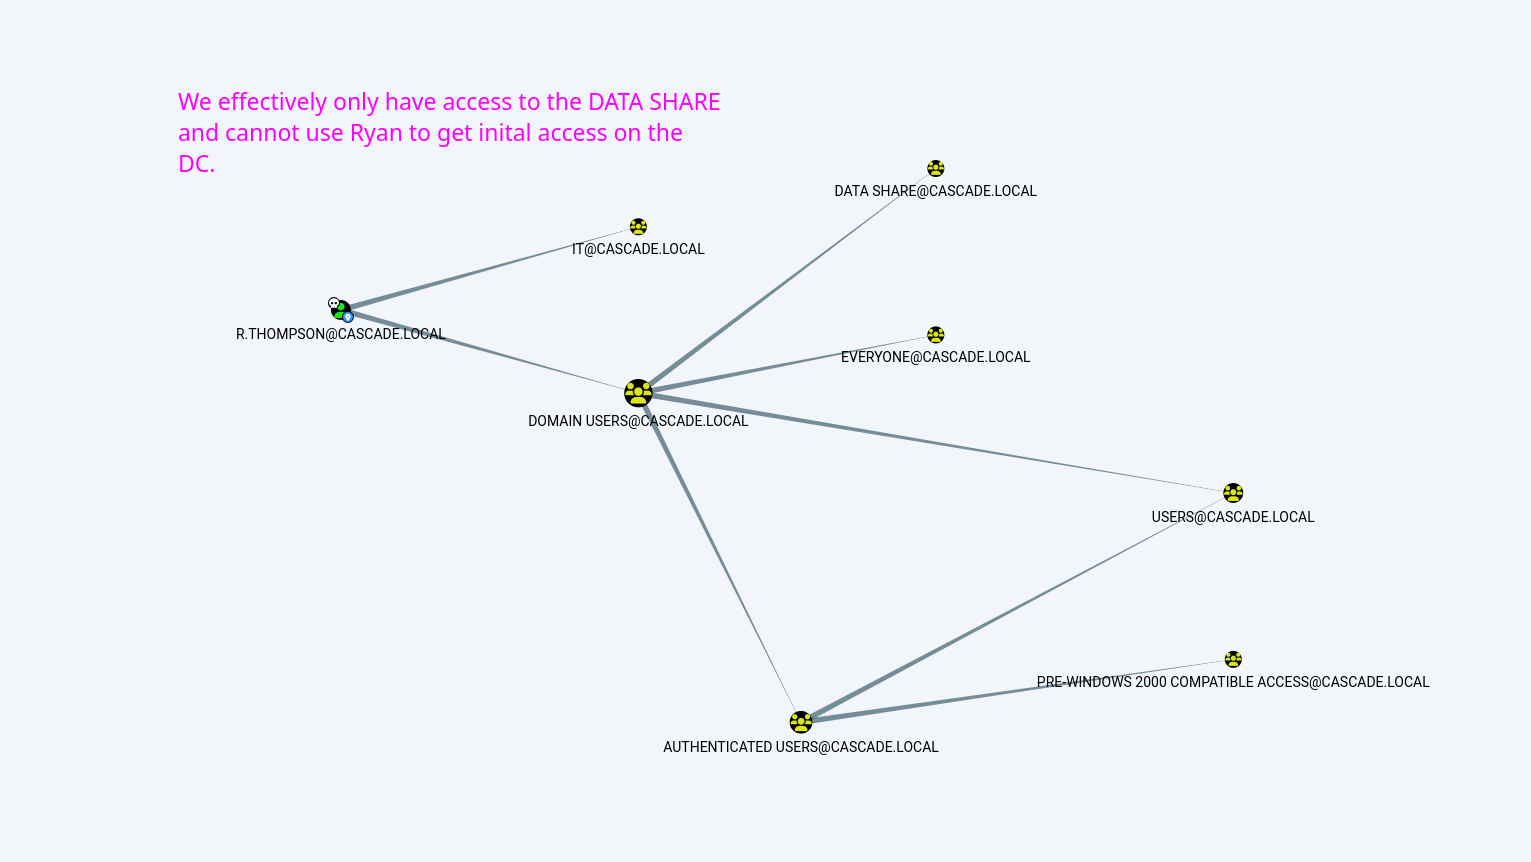 We effectively only have access to the DATA SHARE
and cannot use Ryan to get inital access on the
DC.
DATA SHARE@CASCADE.LOCAL
IT@CASCADE.LOCAL
R.THOMPSON@CASCADE.LOCAL
EVERYONE@CASCADE.LOCAL
DOMAIN USERS@CASCADE.LOCAL
USERS@CASCADE.LOCAL
PRE-WINDOWS 2000 COMPATIBLE ACCESS@CASCADE.LOCAL
AUTHENTICATED USERS@CASCADE.LOCAL